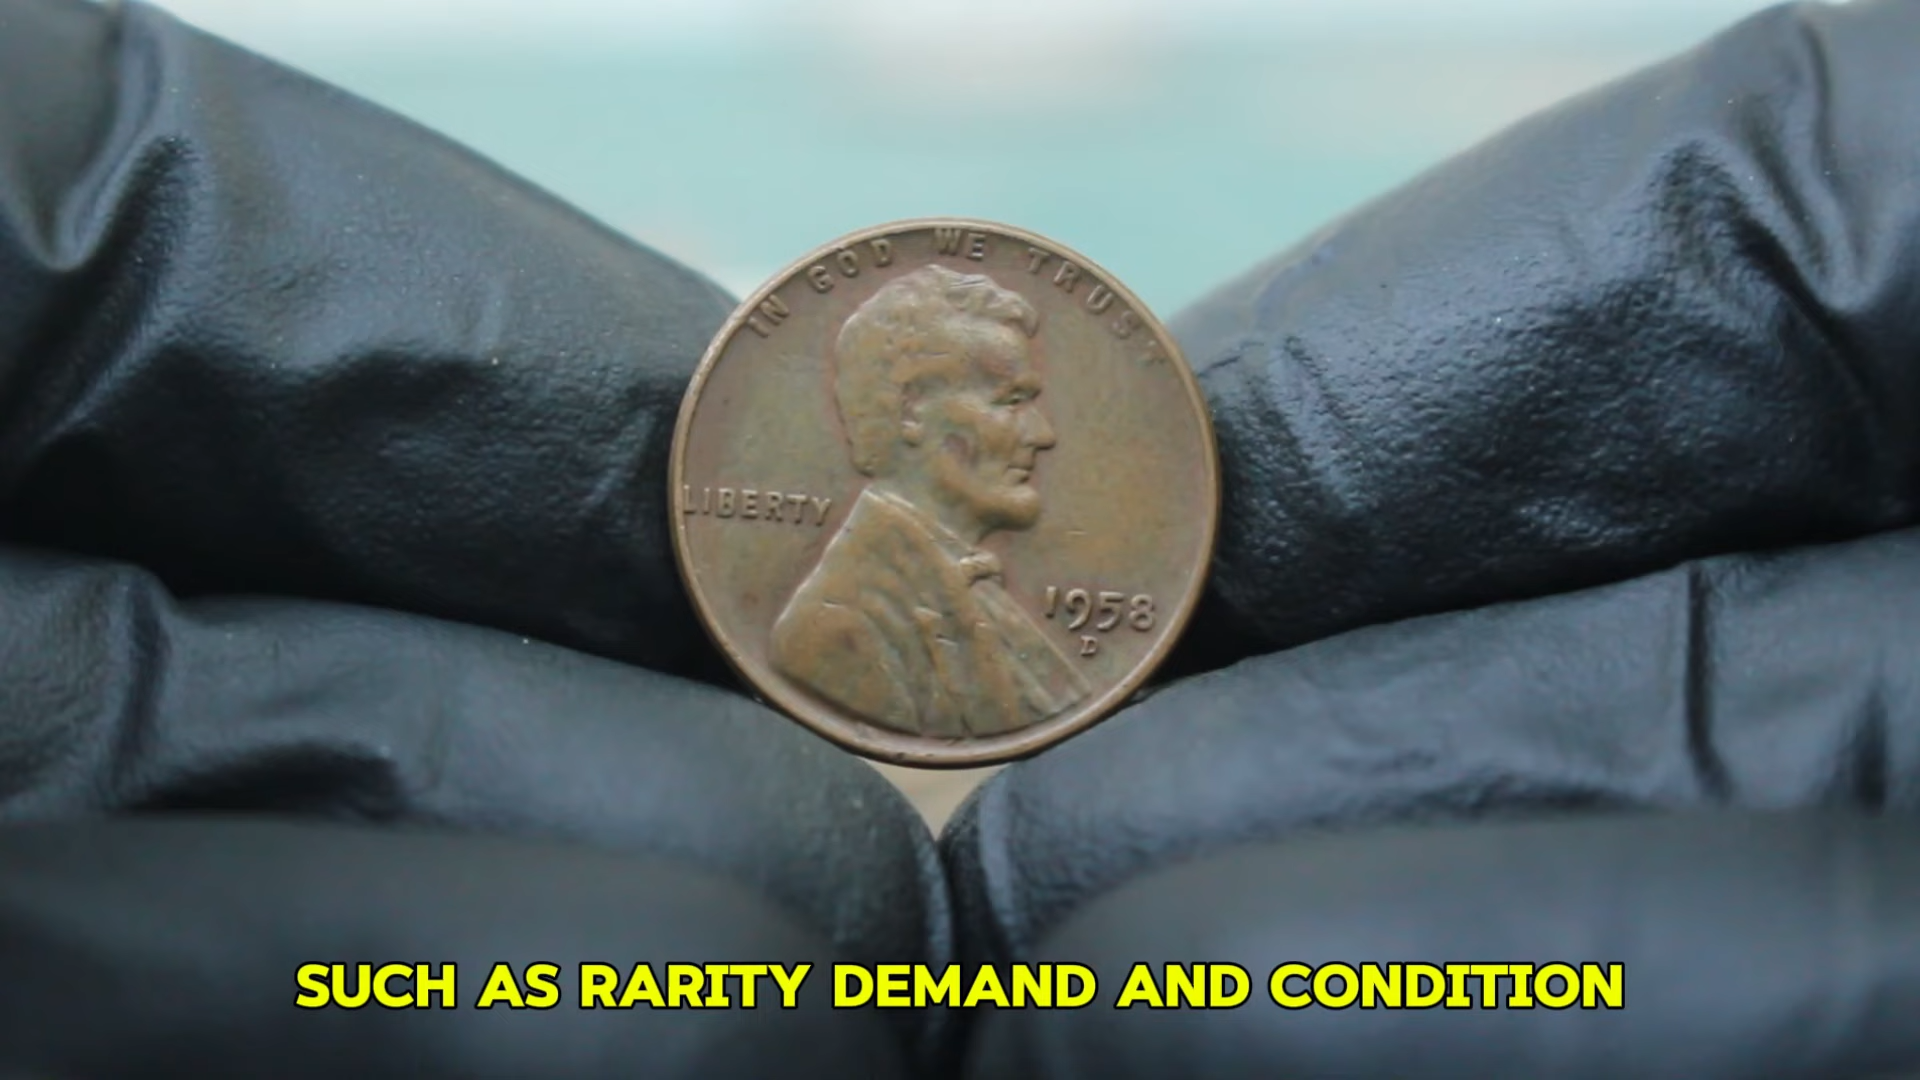 IN GOD WE TRUST
LIBERTY
1958
D
SUCH AS RARITY DEMAND AND CONDITION